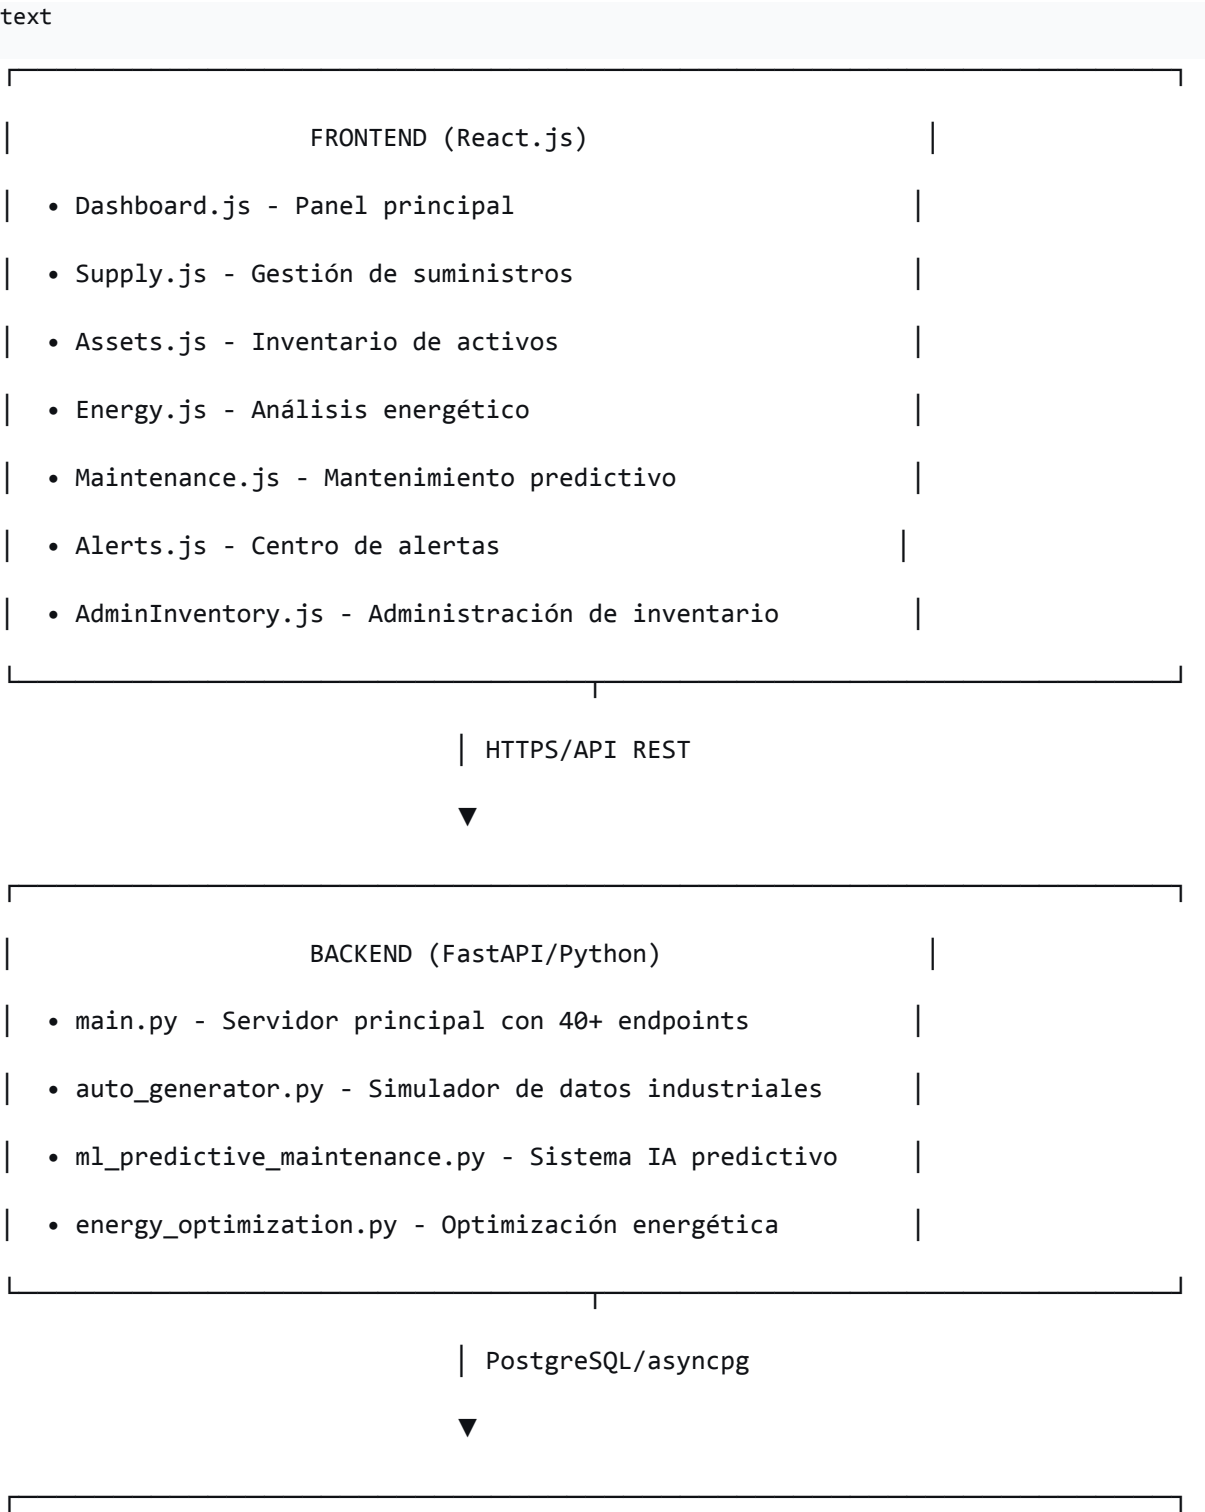 text
FRONTEND (React.js)
• Dashboard.js - Panel principal
• Supply.js - Gestión de suministros
• Assets.js - Inventario de activos
• Energy.js - Análisis energético
• Maintenance.js - Mantenimiento predictivo
• Alerts.js - Centro de alertas
• AdminInventory.js - Administración de inventario
HTTPS/API REST
▼
BACKEND (FastAPI/Python)
• main.py - Servidor principal con 40+ endpoints
• auto_generator.py - Simulador de datos industriales
• ml_predictive_maintenance.py - Sistema IA predictivo
• energy_optimization.py - Optimización energética
PostgreSQL/asyncpg
▼